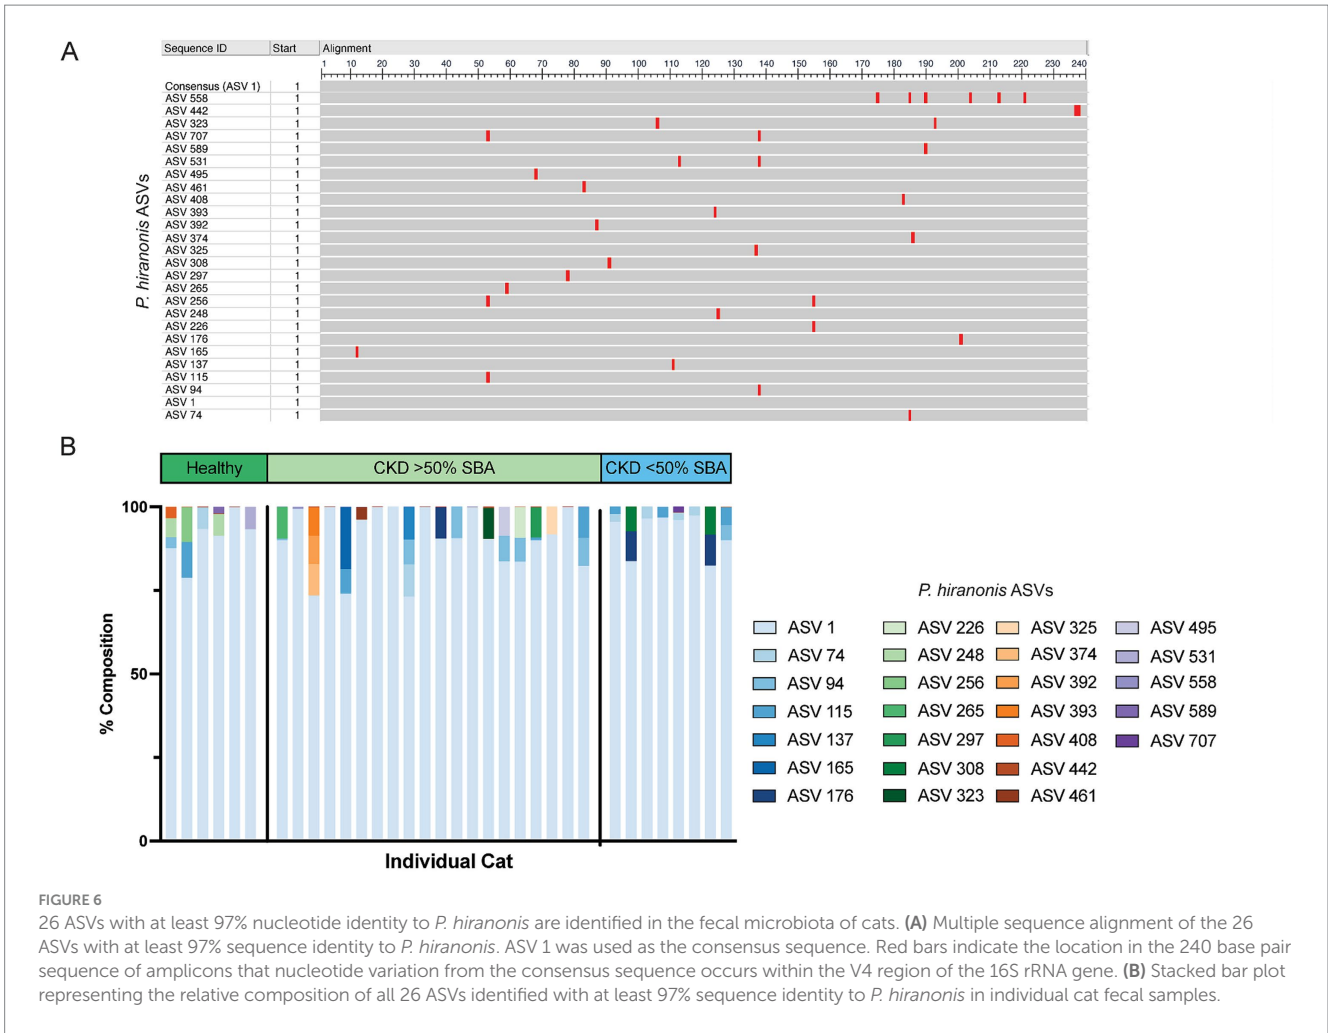 A
Sequence ID Start Alignment
1 10 20 30 40 50 60 70 80 90 100 110 120 130 140 150 160 170 180 190 200 210 220 230 240
P. hiranonis ASVs
Consensus (ASV 1) 1
ASV 558 1
ASV 442 1
ASV 323 1
ASV 707 1
ASV 589 1
ASV 531 1
ASV 495 1
ASV 461 1
ASV 408 1
ASV 393 1
ASV 392 1
ASV 374 1
ASV 325 1
ASV 308 1
ASV 297 1
ASV 265 1
ASV 256 1
ASV 248 1
ASV 226 1
ASV 176 1
ASV 165 1
ASV 137 1
ASV 115 1
ASV 94 1
ASV 1 1
ASV 74 1
B
Healthy CKD >50% SBA CKD <50% SBA
% Composition
100
50
0
Individual Cat
P. hiranonis ASVs
ASV 1 ASV 226 ASV 325 ASV 495
ASV 74 ASV 248 ASV 374 ASV 531
ASV 94 ASV 256 ASV 392 ASV 558
ASV 115 ASV 265 ASV 393 ASV 589
ASV 137 ASV 297 ASV 408 ASV 707
ASV 165 ASV 308 ASV 442
ASV 176 ASV 323 ASV 461
FIGURE 6
26 ASVs with at least 97% nucleotide identity to P. hiranonis are identified in the fecal microbiota of cats. (A) Multiple sequence alignment of the 26
ASVs with at least 97% sequence identity to P. hiranonis. ASV 1 was used as the consensus sequence. Red bars indicate the location in the 240 base pair
sequence of amplicons that nucleotide variation from the consensus sequence occurs within the V4 region of the 16S rRNA gene. (B) Stacked bar plot
representing the relative composition of all 26 ASVs identified with at least 97% sequence identity to P. hiranonis in individual cat fecal samples.